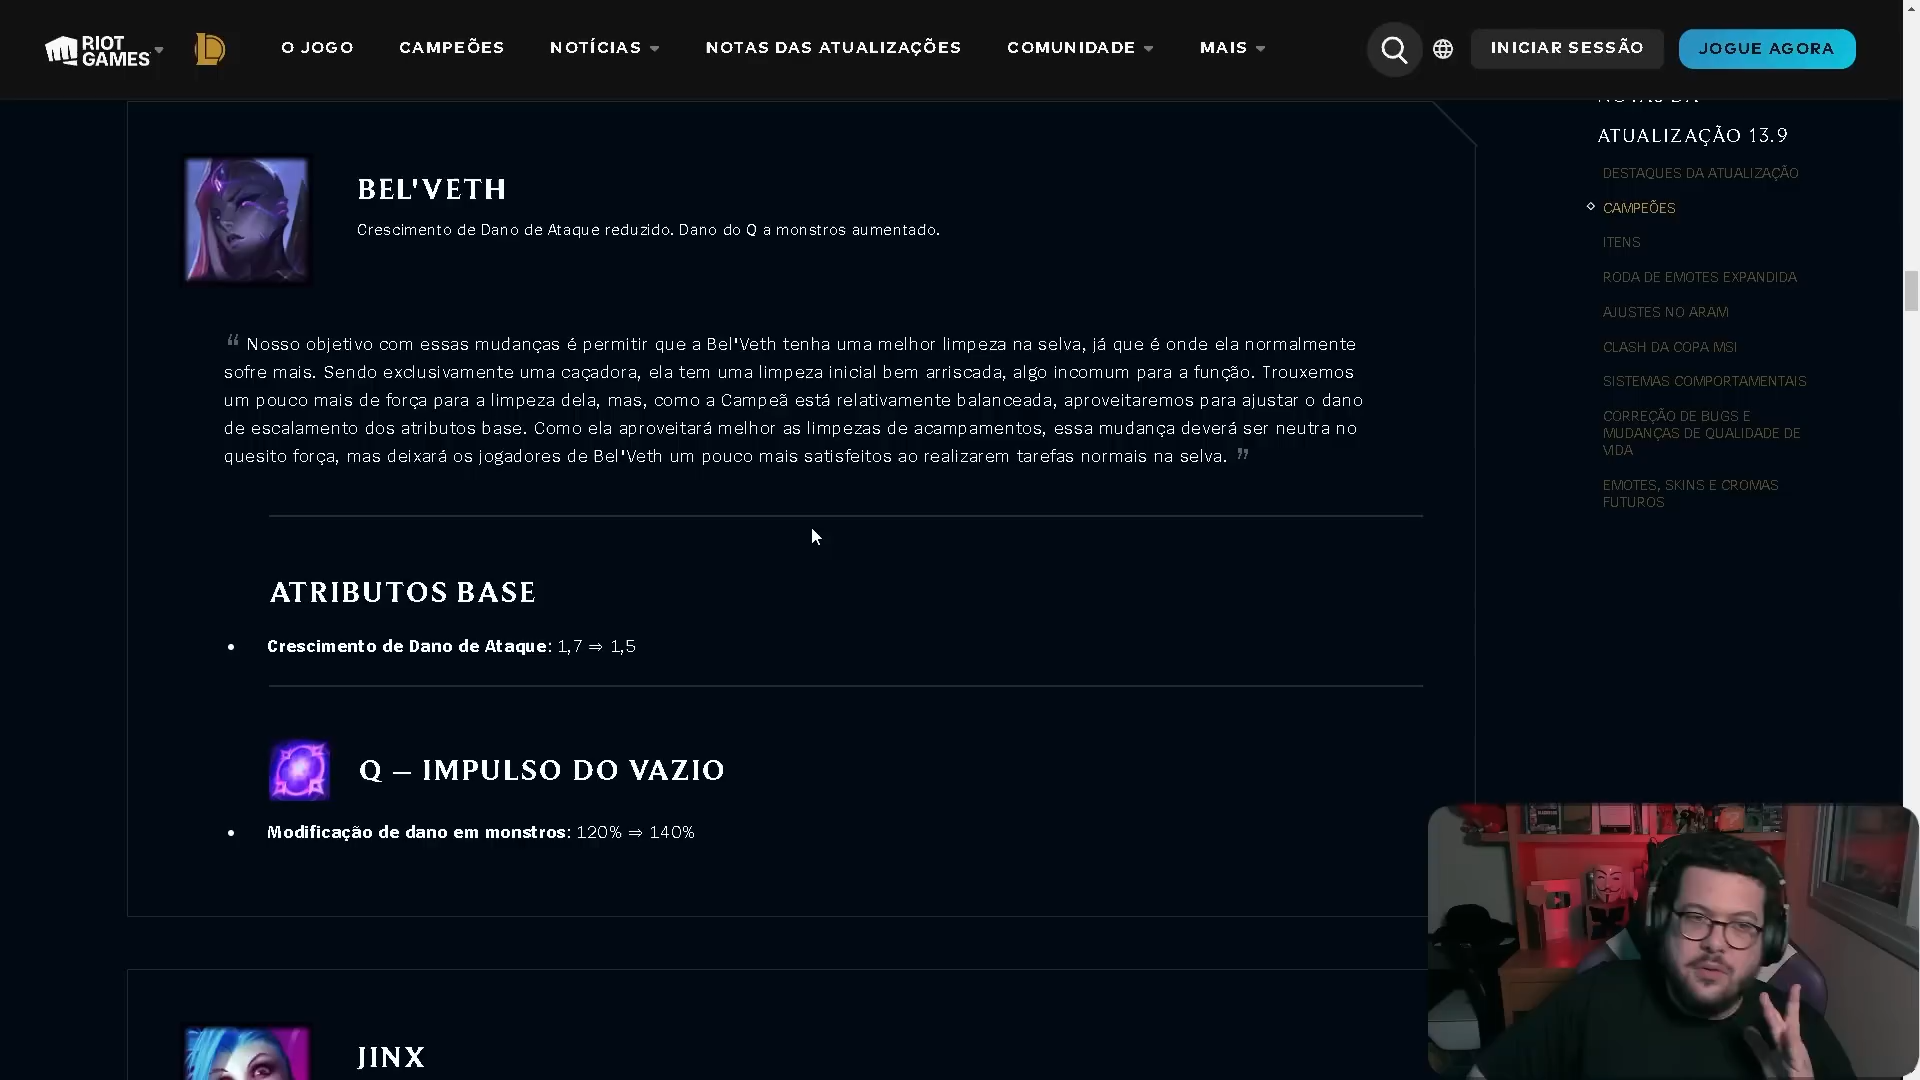 RIOT
GAMES
O JOGO
CAMPEÕES
NOTÍCIAS
NOTAS DAS ATUALIZAÇÕES
COMUNIDADE
MAIS
INICIAR SESSÃO
JOGUE AGORA
BEL'VETH
Crescimento de Dano de Ataque reduzido. Dano do Q a monstros aumentado.
“ Nosso objetivo com essas mudanças é permitir que a Bel'Veth tenha uma melhor limpeza na selva, já que é onde ela normalmente
sofre mais. Sendo exclusivamente uma caçadora, ela tem uma limpeza inicial bem arriscada, algo incomum para a função. Trouxemos
um pouco mais de força para a limpeza dela, mas, como a Campeã está relativamente balanceada, aproveitaremos para ajustar o dano
de escalamento dos atributos base. Como ela aproveitará melhor as limpezas de acampamentos, essa mudança deverá ser neutra no
quesito força, mas deixará os jogadores de Bel'Veth um pouco mais satisfeitos ao realizarem tarefas normais na selva. ”
ATRIBUTOS BASE
• Crescimento de Dano de Ataque: 1,7 ⇒ 1,5
Q – IMPULSO DO VAZIO
• Modificação de dano em monstros: 120% ⇒ 140%
JINX
NOTAS DA
ATUALIZAÇÃO 13.9
DESTAQUES DA ATUALIZAÇÃO
CAMPEÕES
ITENS
RODA DE EMOTES EXPANDIDA
AJUSTES NO ARAM
CLASH DA COPA MSI
SISTEMAS COMPORTAMENTAIS
CORREÇÃO DE BUGS E
MUDANÇAS DE QUALIDADE DE
VIDA
EMOTES, SKINS E CROMAS
FUTUROS